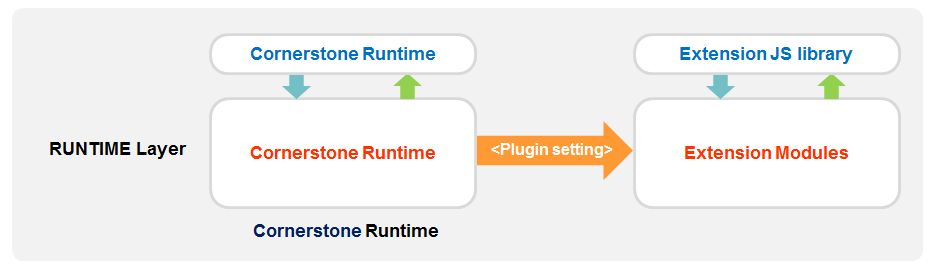 Cornerstone Runtime
Extension JS library
RUNTIME Layer
Cornerstone Runtime
<Plugin setting>
Extension Modules
Cornerstone Runtime